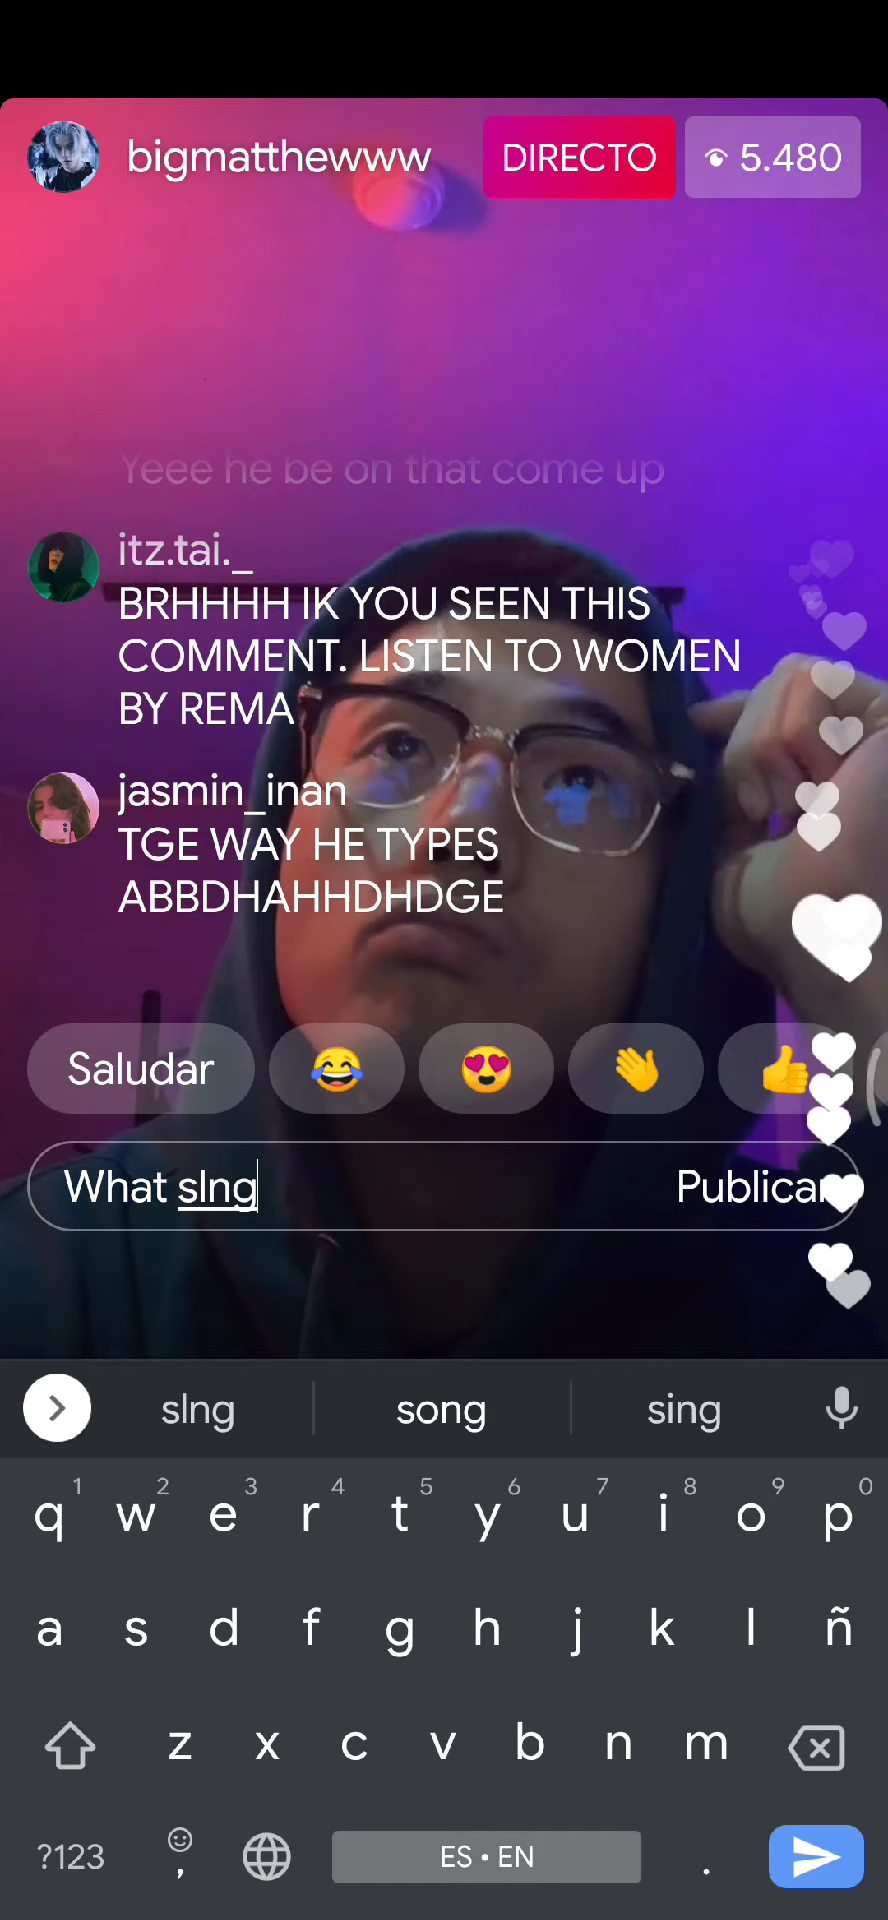 bigmatthewww DIRECTO 5.480
Yeee he be on that come up
itz.tai._
BRHHHH IK YOU SEEN THIS
COMMENT. LISTEN TO WOMEN
BY REMA
jasmin_inan
TGE WAY HE TYPES
ABBDHAHHDHDGE
Saludar
What slng Publicar
slng song sing
1 2 3 4 5 6 7 8 9 0
q w e r t y u i o p
a s d f g h j k l ñ
z x c v b n m
?123 , ES • EN .